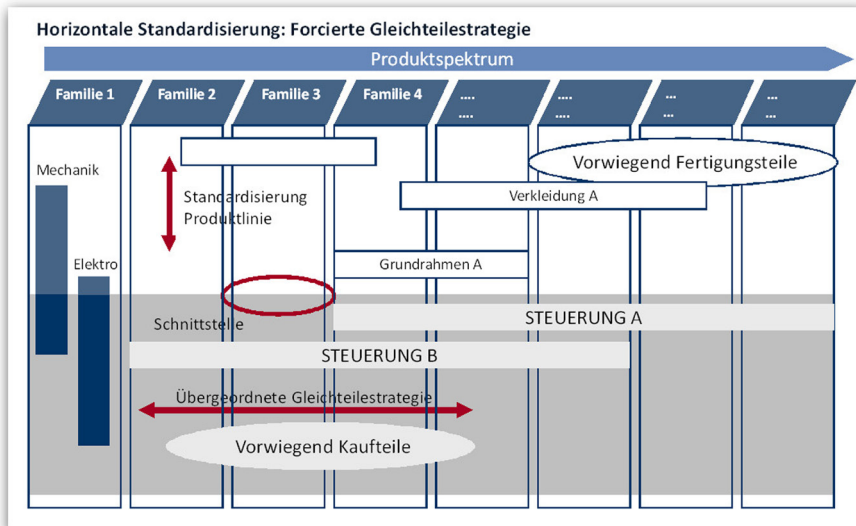 Horizontale Standardisierung: Forcierte Gleichteilestrategie
Produktspektrum
Familie 1
Familie 2
Familie 3
Familie 4
....
....
....
....
...
...
...
...
Mechanik
Vorwiegend Fertigungsteile
Standardisierung
Produktlinie
Verkleidung A
Elektro
Grundrahmen A
Schnittstelle
STEUERUNG A
STEUERUNG B
Übergeordnete Gleichteilestrategie
Vorwiegend Kaufteile